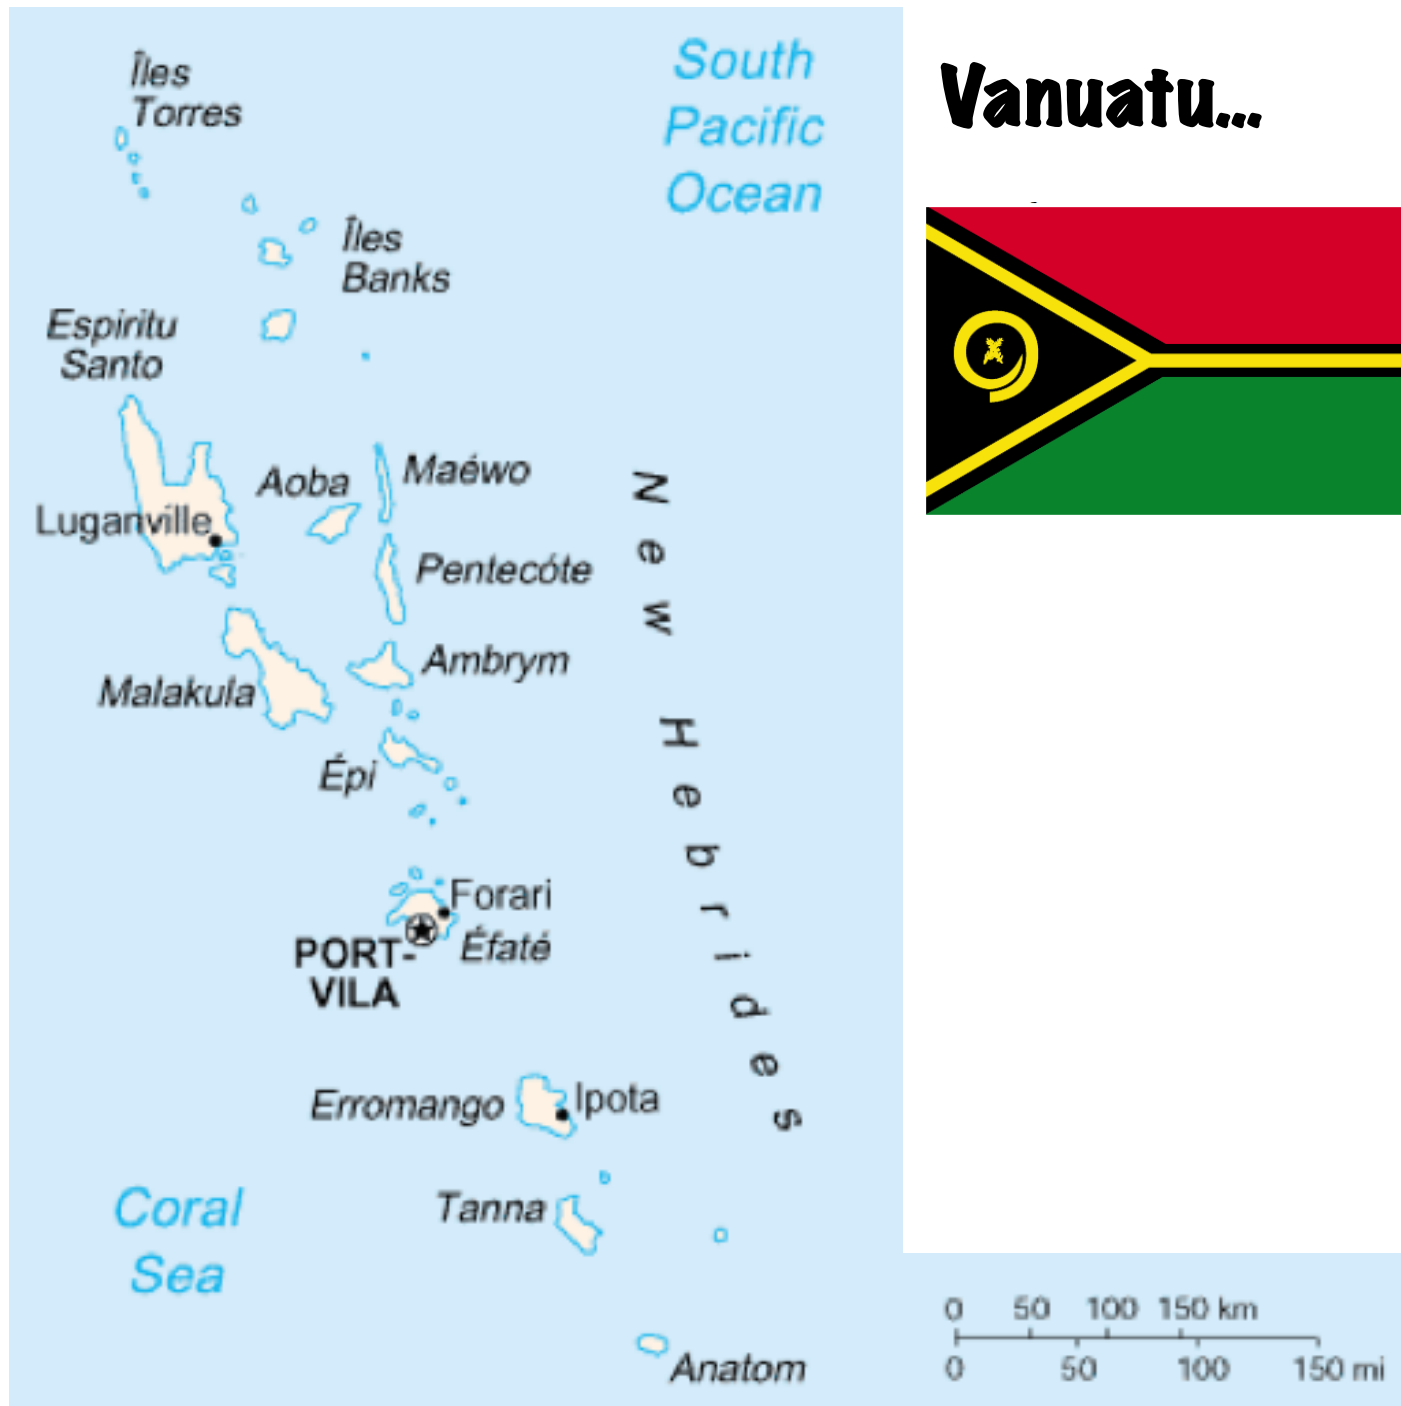 Îles
Torres
South
Pacific
Ocean
Vanuatu...
Îles
Banks
Espiritu
Santo
Aoba
Maéwo
Luganville
Pentecóte
Malakula
Ambrym
Épi
New Hebrides
Forari
PORT-
VILA
Éfaté
Erromango
Ipota
Coral
Sea
Tanna
Anatom
0 50 100 150 km
0 50 100 150 mi